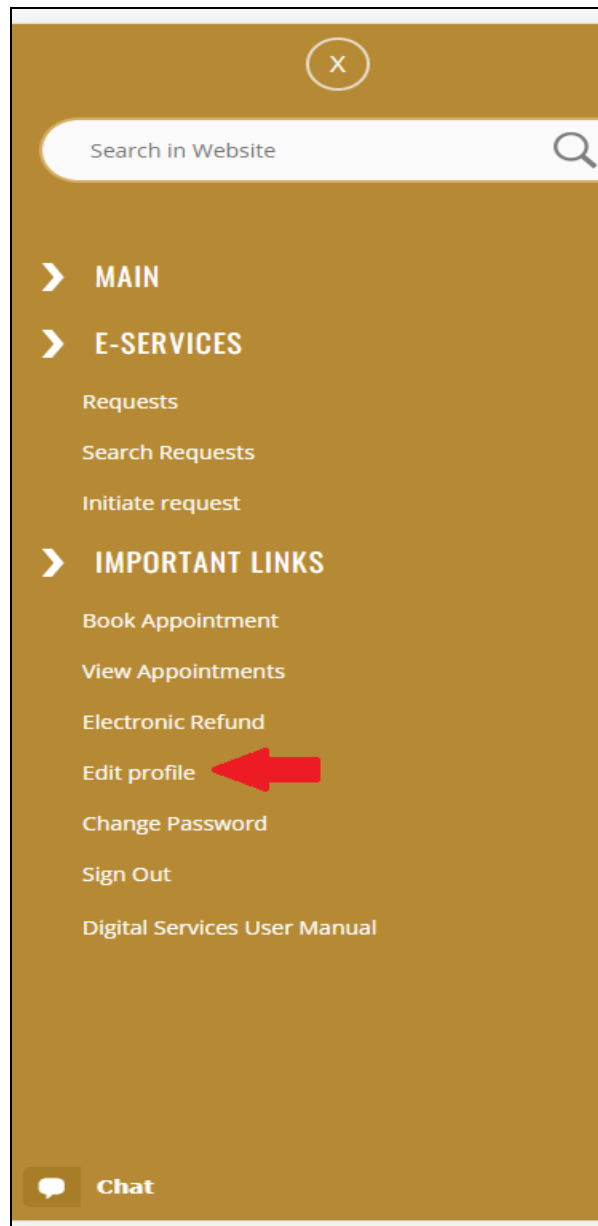 X
Search in Website
MAIN
E-SERVICES
Requests
Search Requests
Initiate request
IMPORTANT LINKS
Book Appointment
View Appointments
Electronic Refund
Edit profile
Change Password
Sign Out
Digital Services User Manual
Chat